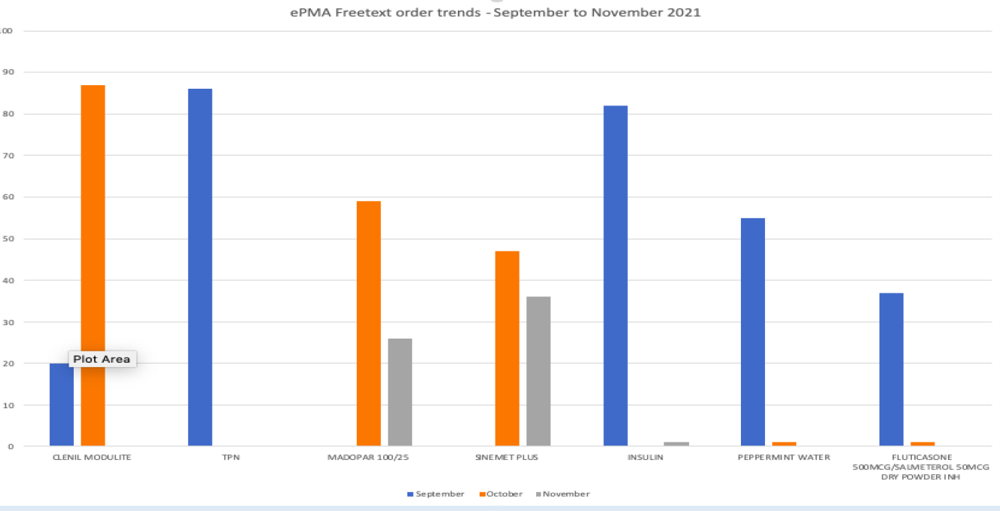 ePMA Freetext order trends - September to November 2021
100
90
80
70
60
50
40
30
20
10
0
Plot Area
CLENIL MODULITE
TPN
MADOPAR 100/25
SINEMET PLUS
INSULIN
PEPPERMINT WATER
FLUTICASONE
500MCG/SALMETEROL 50MCG
DRY POWDER INH
September October November